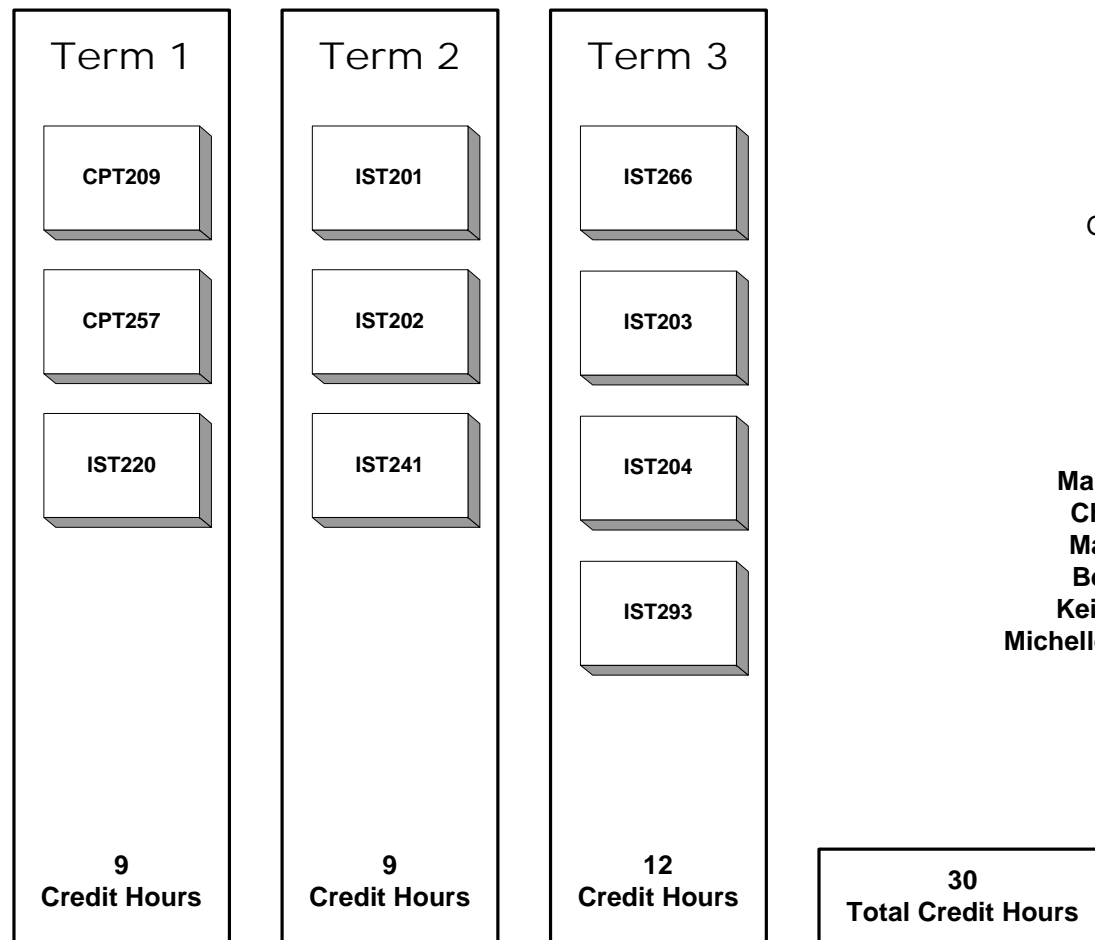 Term 1
CPT209
CPT257
IST220
9
Credit Hours
Term 2
IST201
IST202
IST241
9
Credit Hours
Term 3
IST266
IST203
IST204
IST293
12
Credit Hours
30
Total Credit Hours